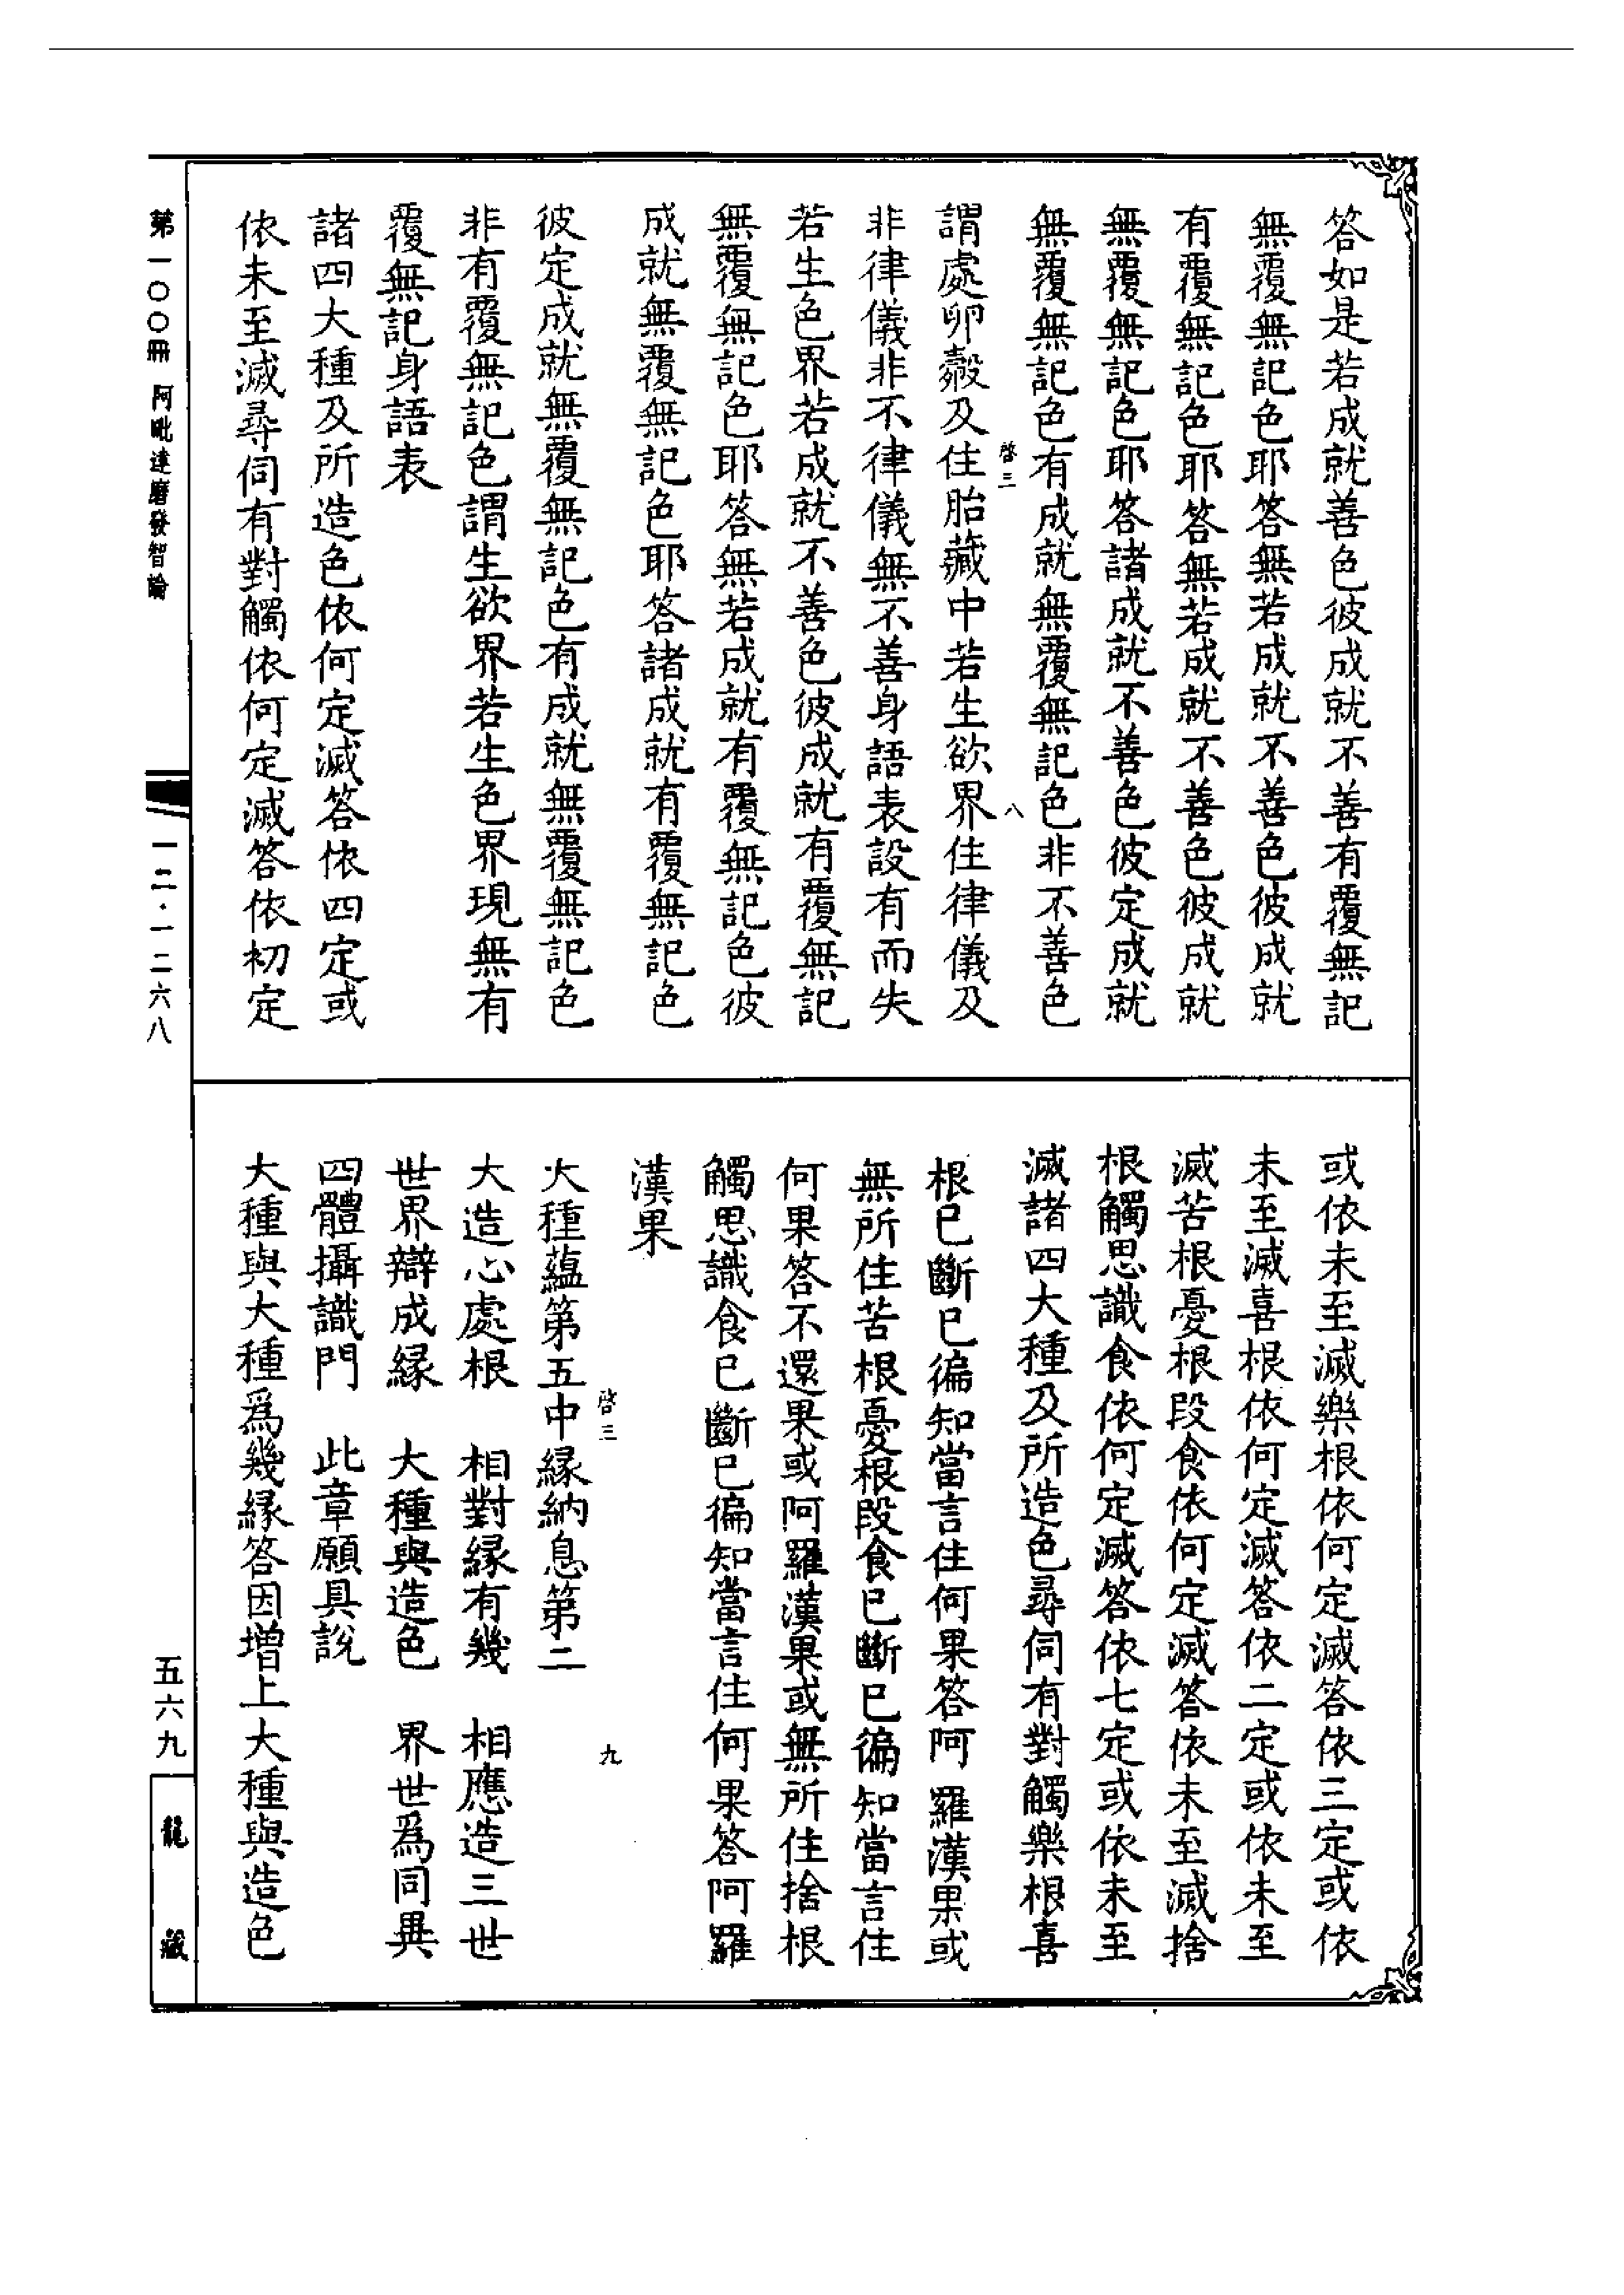 答如是若成就善色彼成就不善有覆無記
無覆無記色耶答無若成就不善色彼成就
有覆無記色耶答無若成就不善色彼成就
無覆無記色耶答諸成就不善色彼定成就
無覆無記色有成就無覆無記色非不善色
啓三 八
謂處卵㲉及住胎藏中若生欲界住律儀及
非律儀非不律儀無不善身語表設有而失
若生色界若成就不善色彼成就有覆無記
無覆無記色耶答無若成就有覆無記色彼
成就無覆無記色耶答諸成就有覆無記色
彼定成就無覆無記色有成就無覆無記色
非有覆無記色謂生欲界若生色界現無有
覆無記身語表
諸四大種及所造色依何定滅答依四定或
依未至滅尋伺有對觸依何定滅答依初定
或依未至滅樂根依何定滅答依三定或依
未至滅喜根依何定滅答依二定或依未至
滅苦根憂根段食依何定滅答依未至滅捨
根觸思識食依何定滅答依七定或依未至
滅諸四大種及所造色尋伺有對觸樂根喜
根已斷已徧知當言住何果答阿羅漢果或
無所住苦根憂根段食已斷已徧知當言住
何果答不還果或阿羅漢果或無所住捨根
觸思識食已斷已徧知當言住何果答阿羅
漢果
啓三 九
大種蘊第五中緣納息第二
大造心處根 相對緣有幾 相應造三世
世界辯成緣 大種與造色 界世爲同異
四體攝識門 此章願具說
大種與大種爲幾緣答因增上大種與造色
第一〇〇冊 阿毗達磨發智論
一二·一二六八
五六九
龍藏